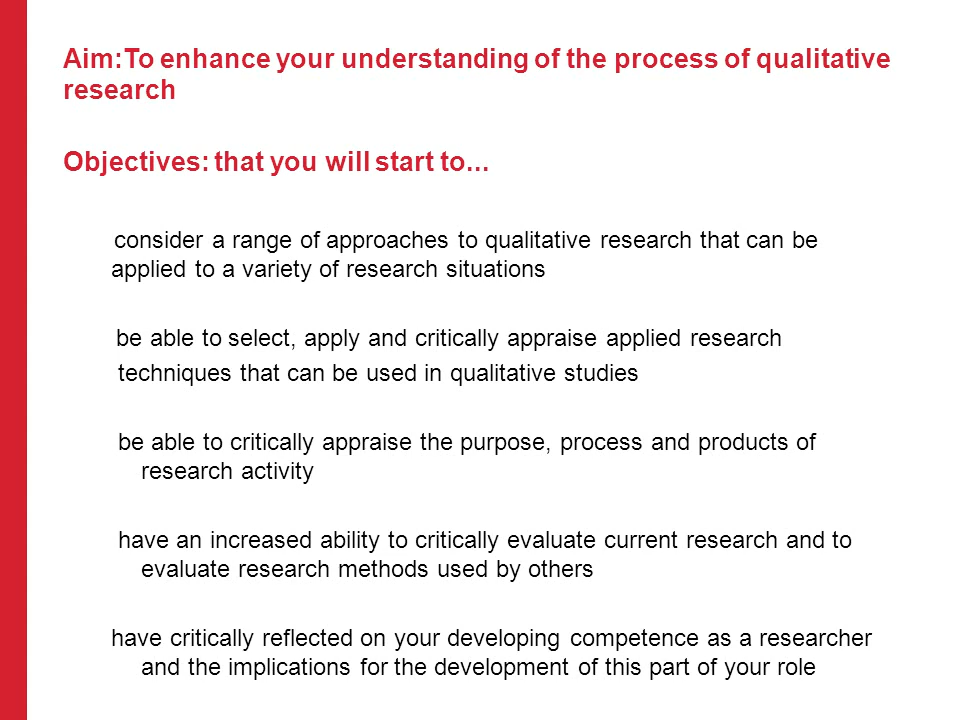 Aim:To enhance your understanding of the process of qualitative
research
Objectives: that you will start to...
consider a range of approaches to qualitative research that can be
applied to a variety of research situations
be able to select, apply and critically appraise applied research
techniques that can be used in qualitative studies
be able to critically appraise the purpose, process and products of
research activity
have an increased ability to critically evaluate current research and to
evaluate research methods used by others
have critically reflected on your developing competence as a researcher
and the implications for the development of this part of your role